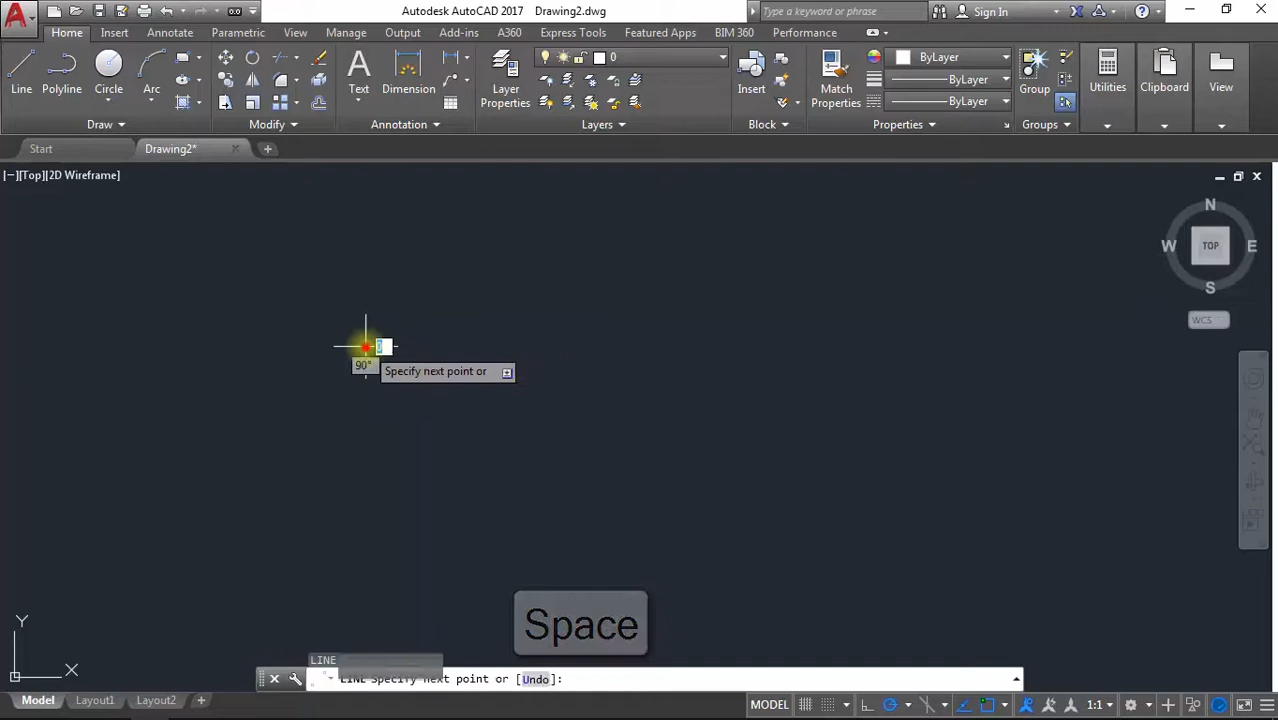 Autodesk AutoCAD 2017 Drawing2.dwg
Type a keyword or phrase
Sign In
Home Insert Annotate Parametric View Manage Output Add-ins A360 Express Tools Featured Apps BIM 360 Performance
Line Polyline Circle Arc
Text Dimension
Layer Properties
0
Insert
Match Properties
ByLayer
ByLayer
ByLayer
Group
Utilities
Clipboard
View
Draw Modify Annotation Layers Block Properties Groups
Start Drawing2*
[−][Top][2D Wireframe]
N
W TOP E
S
WCS
90°
Specify next point or
Space
Y
X
LINE
LINE Specify next point or [Undo]:
Model Layout1 Layout2
MODEL
1:1